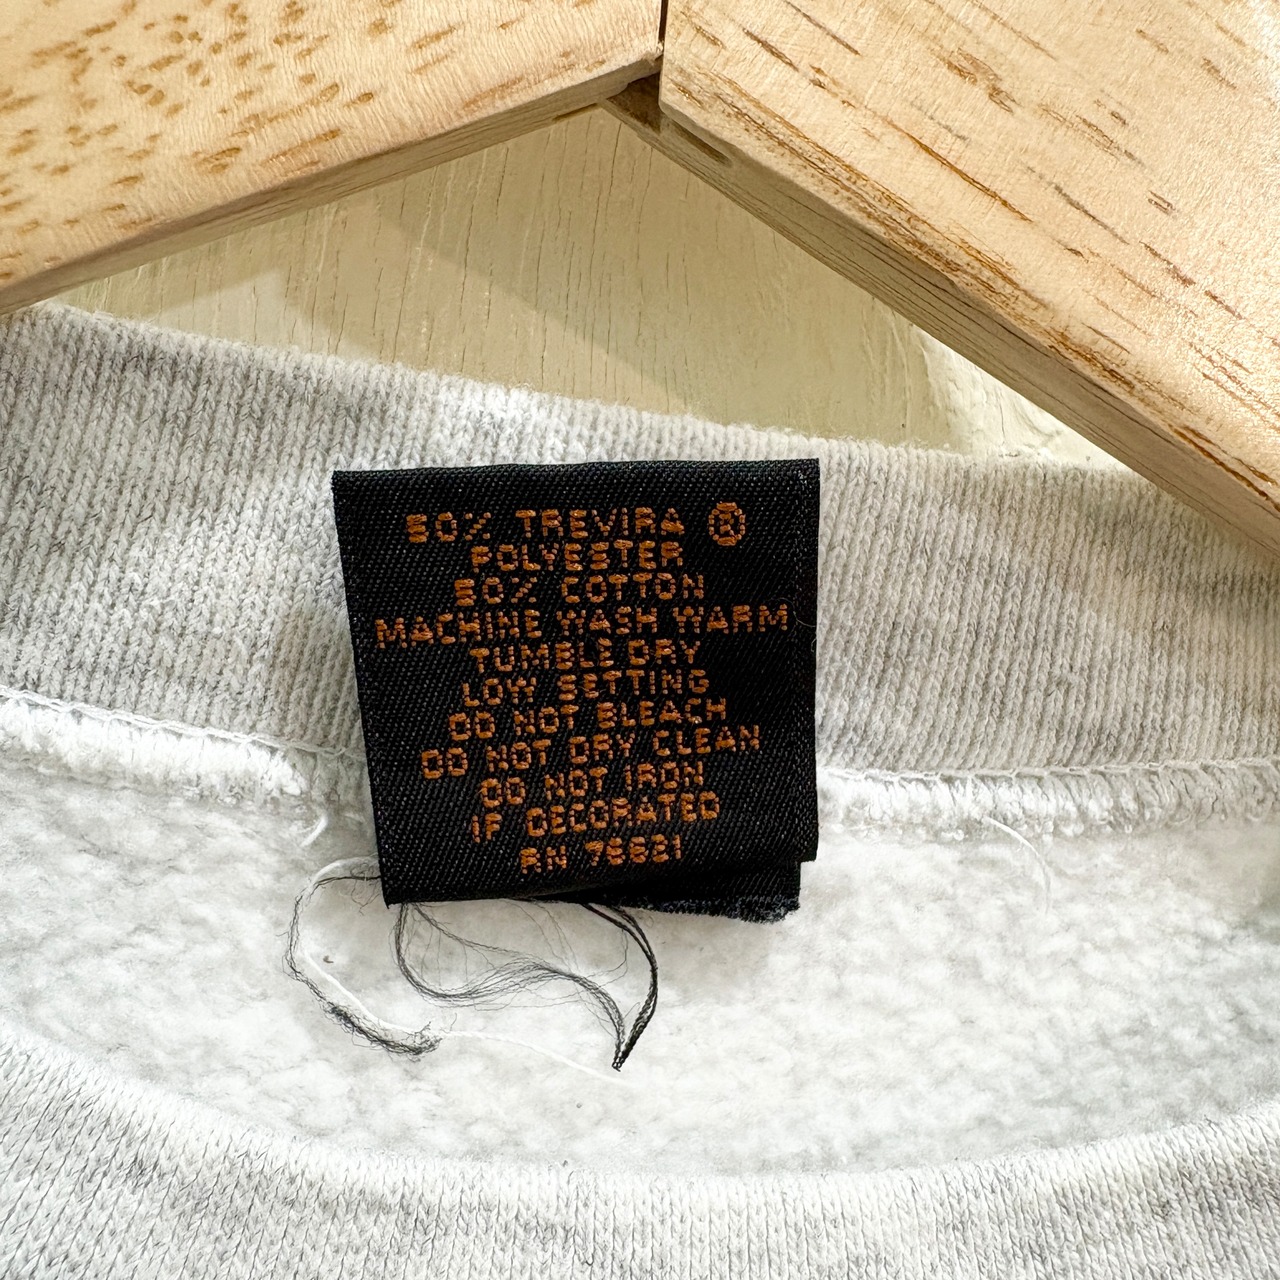 50% TREVIRA ®
POLYESTER
50% COTTON
MACHINE WASH WARM
TUMBLE DRY
LOW SETTING
DO NOT BLEACH
DO NOT DRY CLEAN
DO NOT IRON
IF DECORATED
RN 76681